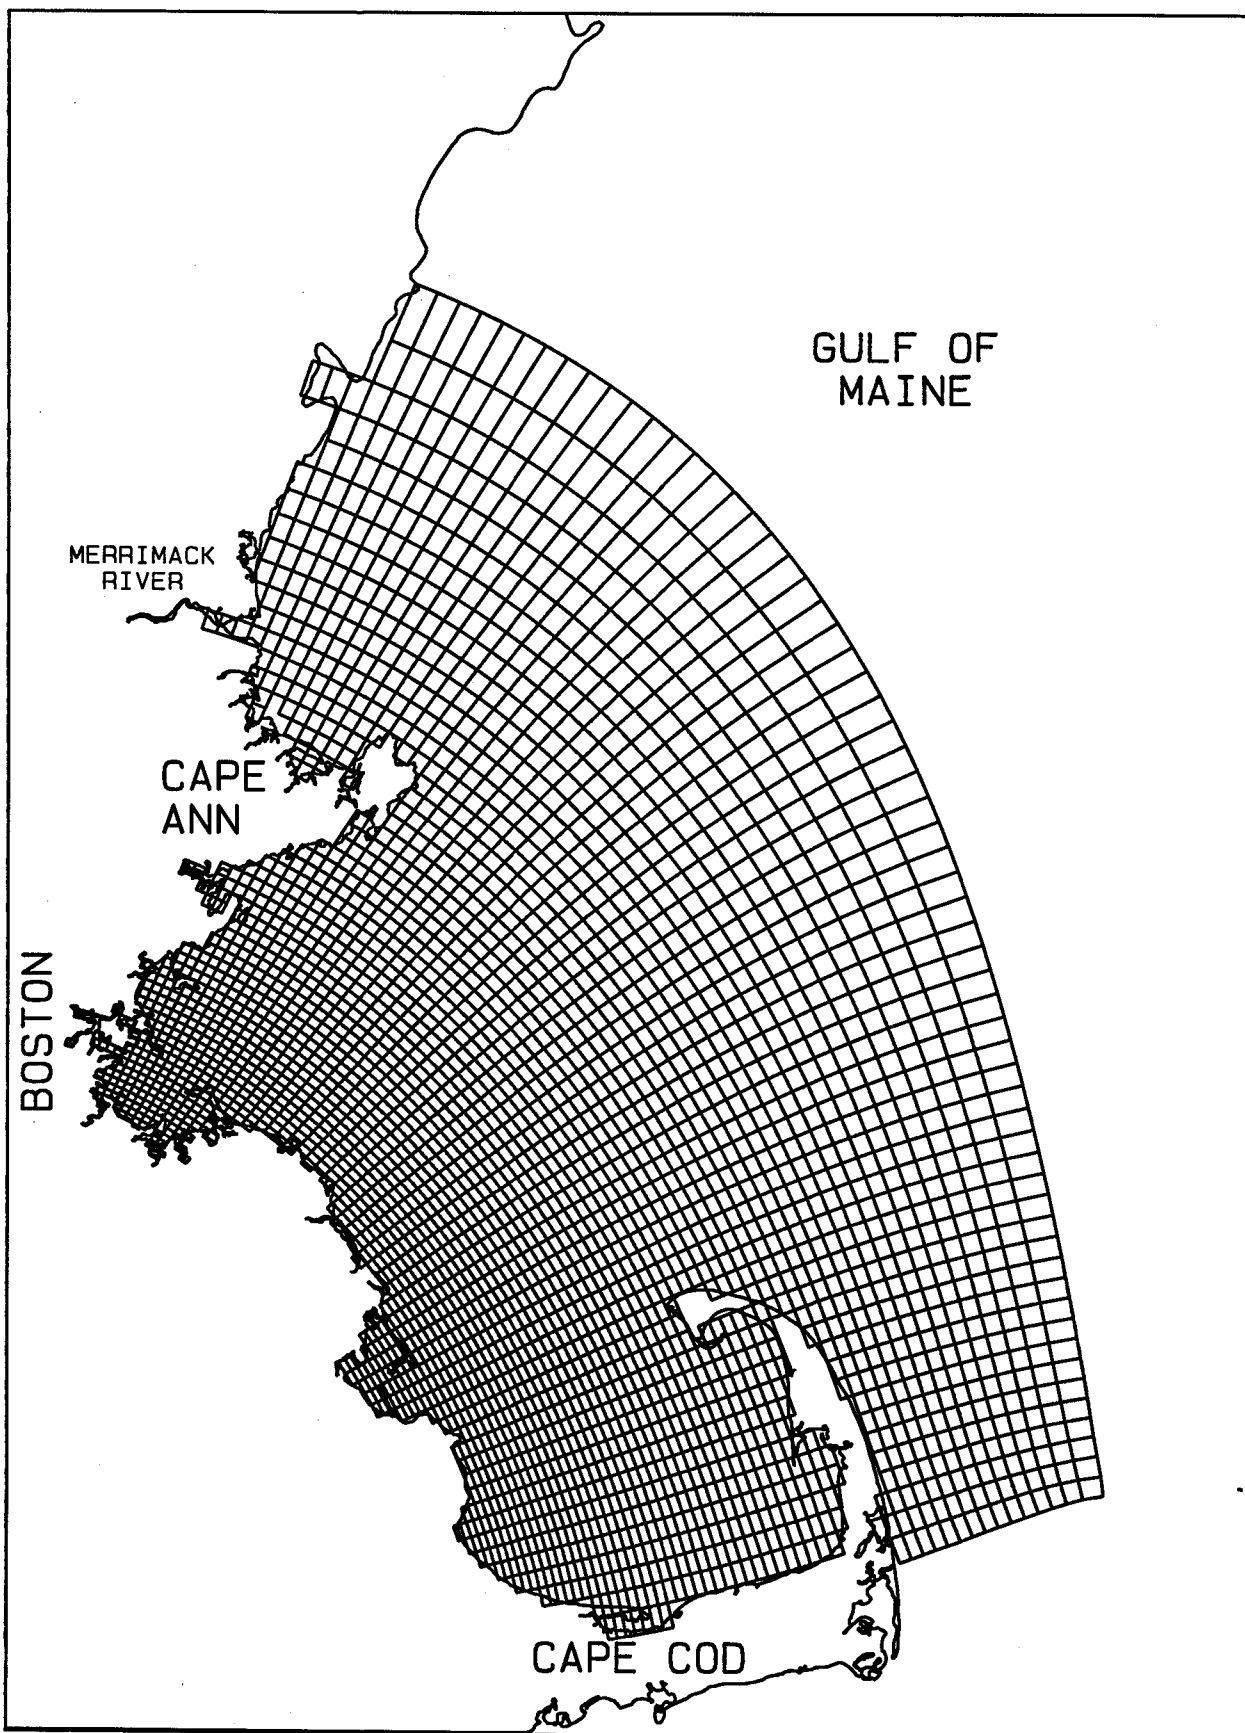 GULF OF
MAINE
MERRIMACK
RIVER
CAPE
ANN
BOSTON
CAPE COD